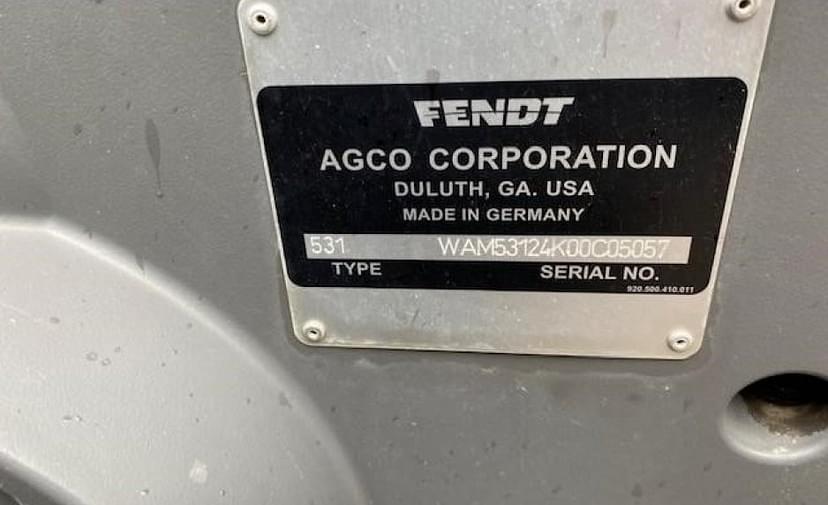 FENDT
AGCO CORPORATION
DULUTH, GA. USA
MADE IN GERMANY
531 WAM53124K00C05057
TYPE SERIAL NO.
920.500.410.011